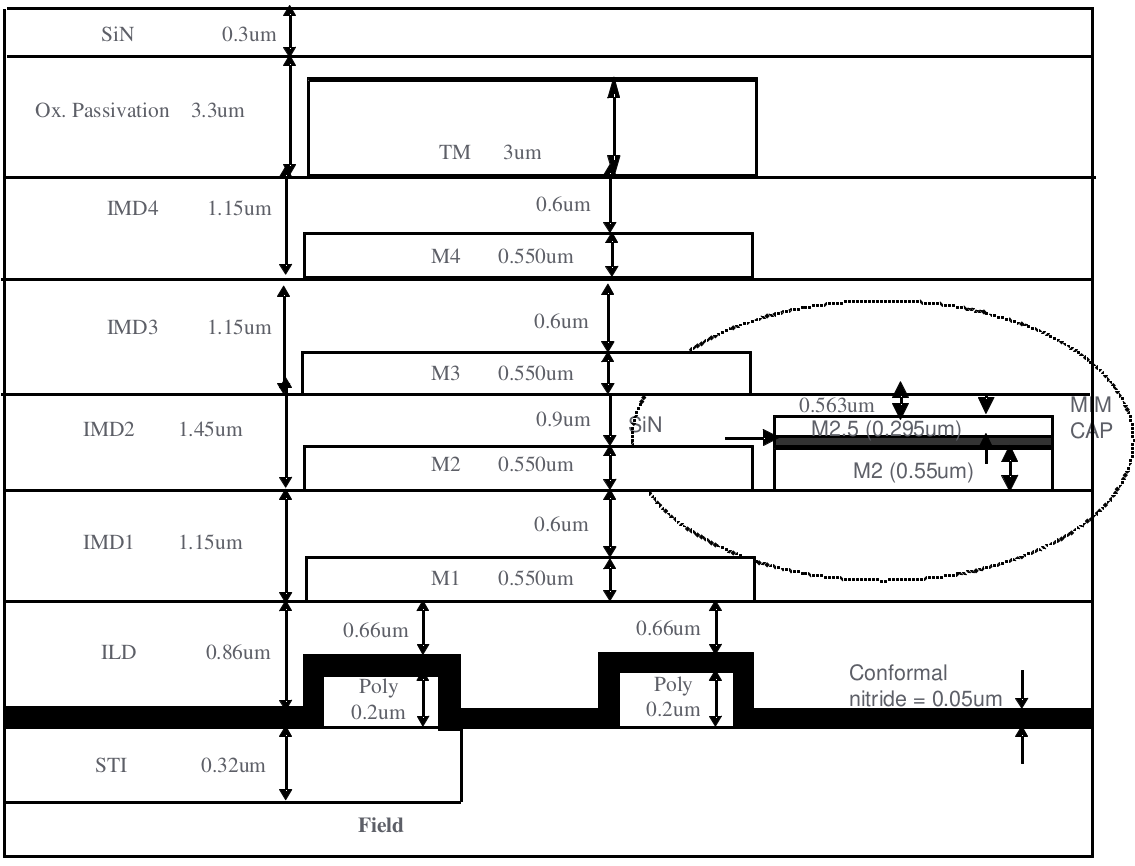 SiN 0.3um
Ox. Passivation 3.3um
TM 3um
IMD4 1.15um
0.6um
M4 0.550um
IMD3 1.15um
0.6um
M3 0.550um
IMD2 1.45um
0.9um
SiN
0.563um
MIM
CAP
M2.5 (0.295um)
M2 0.550um
M2 (0.55um)
IMD1 1.15um
0.6um
M1 0.550um
ILD 0.86um
0.66um
0.66um
Poly
0.2um
Poly
0.2um
Conformal
nitride = 0.05um
STI 0.32um
Field